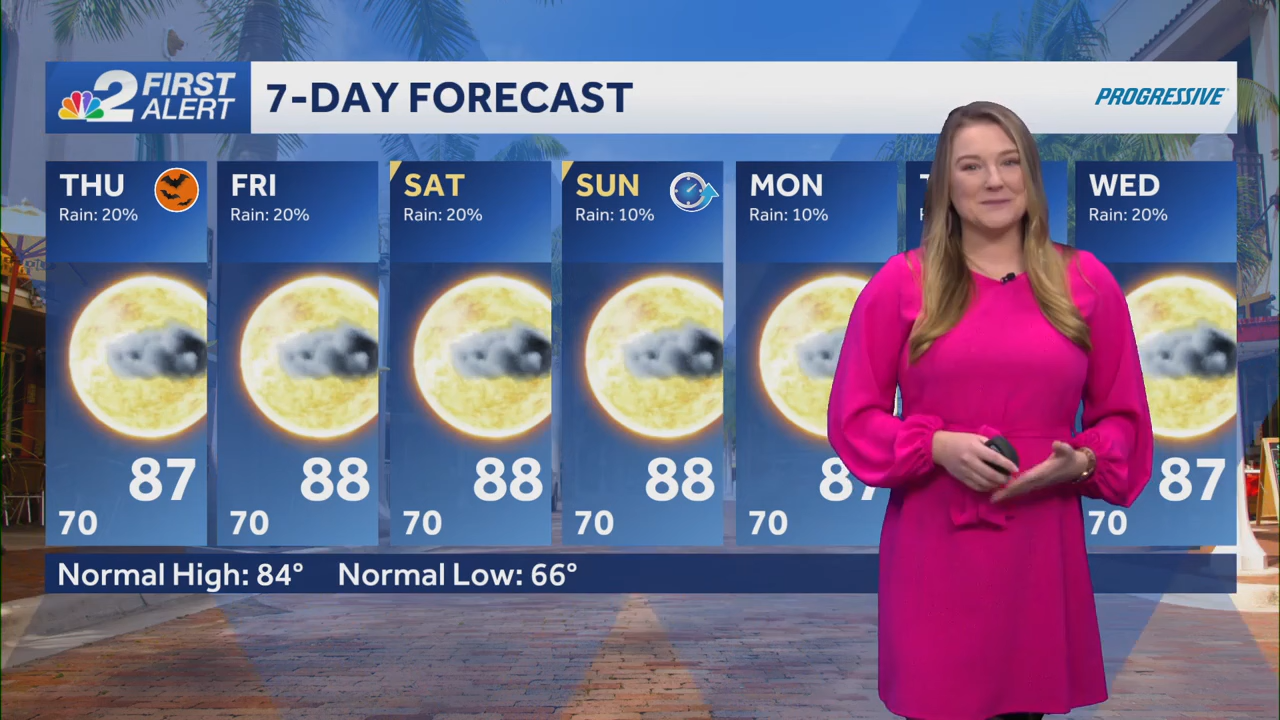 2 FIRST ALERT
7-DAY FORECAST
PROGRESSIVE
THU
Rain: 20%
87
70
FRI
Rain: 20%
88
70
SAT
Rain: 20%
88
70
SUN
Rain: 10%
88
70
MON
Rain: 10%
87
70
WED
Rain: 20%
87
70
Normal High: 84° Normal Low: 66°